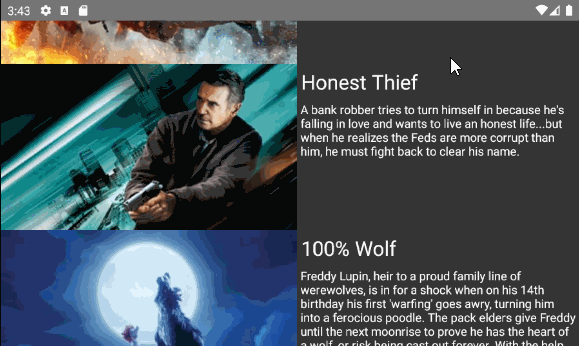 3:43
Honest Thief
A bank robber tries to turn himself in because he's
falling in love and wants to live an honest life...but
when he realizes the Feds are more corrupt than
him, he must fight back to clear his name.
100% Wolf
Freddy Lupin, heir to a proud family line of
werewolves, is in for a shock when on his 14th
birthday his first 'warfing' goes awry, turning him
into a ferocious poodle. The pack elders give Freddy
until the next moonrise to prove he has the heart of
a wolf, or risk being cast out forever. With the help